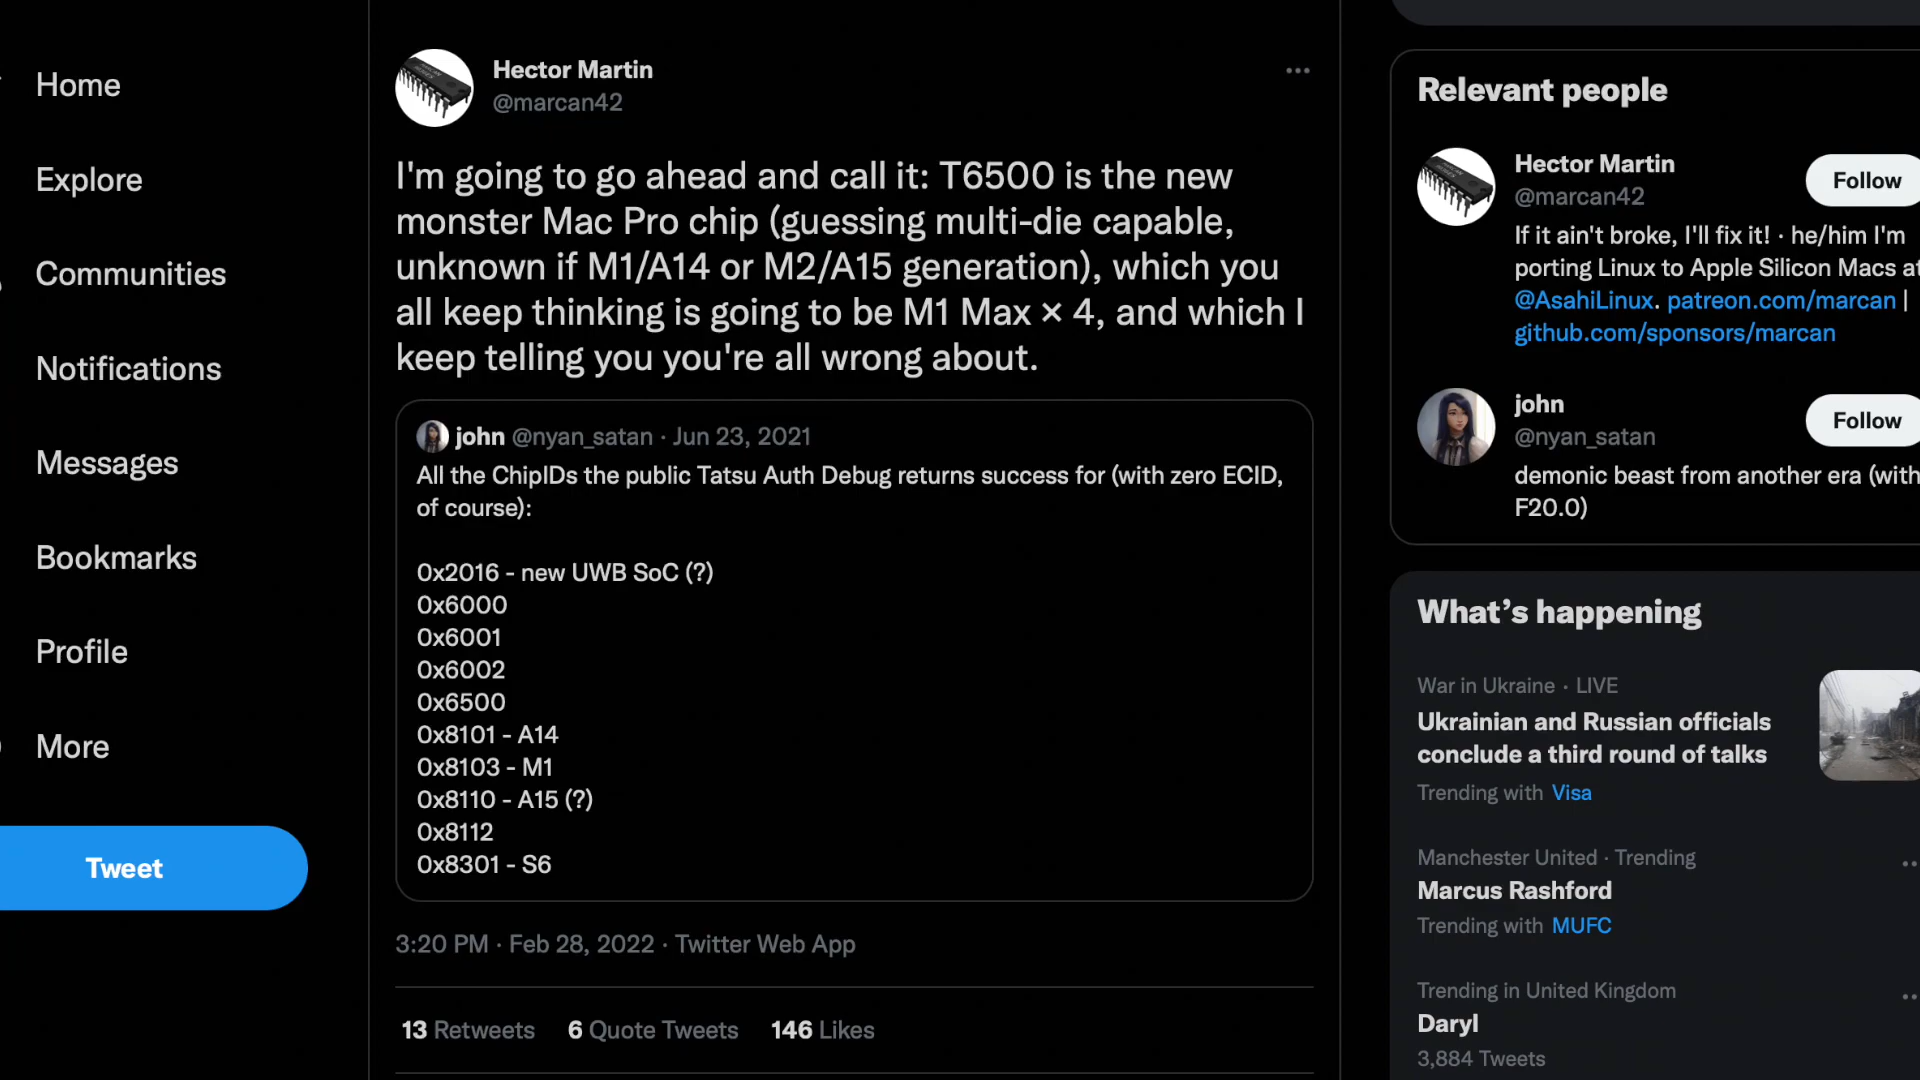 Home
Explore
Communities
Notifications
Messages
Bookmarks
Profile
More
Tweet
Hector Martin
@marcan42
I'm going to go ahead and call it: T6500 is the new
monster Mac Pro chip (guessing multi-die capable,
unknown if M1/A14 or M2/A15 generation), which you
all keep thinking is going to be M1 Max × 4, and which I
keep telling you you're all wrong about.
john @nyan_satan · Jun 23, 2021
All the ChipIDs the public Tatsu Auth Debug returns success for (with zero ECID,
of course):
0x2016 - new UWB SoC (?)
0x6000
0x6001
0x6002
0x6500
0x8101 - A14
0x8103 - M1
0x8110 - A15 (?)
0x8112
0x8301 - S6
3:20 PM · Feb 28, 2022 · Twitter Web App
13 Retweets 6 Quote Tweets 146 Likes
Relevant people
Hector Martin
@marcan42
Follow
If it ain't broke, I'll fix it! · he/him I'm
porting Linux to Apple Silicon Macs at
@AsahiLinux. patreon.com/marcan |
github.com/sponsors/marcan
john
@nyan_satan
Follow
demonic beast from another era (with
F20.0)
What's happening
War in Ukraine · LIVE
Ukrainian and Russian officials
conclude a third round of talks
Trending with Visa
Manchester United · Trending
Marcus Rashford
Trending with MUFC
Trending in United Kingdom
Daryl
3,884 Tweets